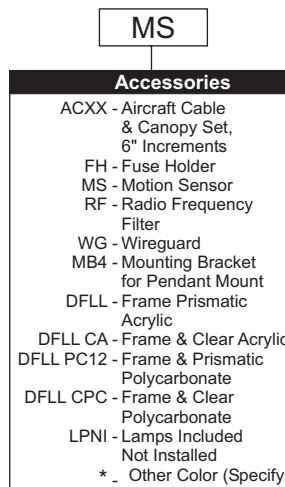 MS
Accessories
ACXX - Aircraft Cable
& Canopy Set,
6" Increments
FH - Fuse Holder
MS - Motion Sensor
RF - Radio Frequency
Filter
WG - Wireguard
MB4 - Mounting Bracket
for Pendant Mount
DFLL - Frame Prismatic
Acrylic
DFLL CA - Frame & Clear Acrylic
DFLL PC12 - Frame & Prismatic
Polycarbonate
DFLL CPC - Frame & Clear
Polycarbonate
LPNI - Lamps Included
Not Installed
* - Other Color (Specify